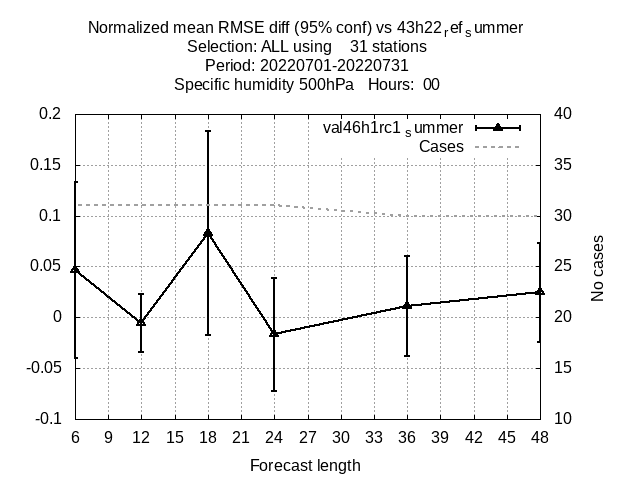 Normalized mean RMSE diff (95% conf) vs 43h22ref summer
Selection: ALL using 31 stations
Period: 20220701-20220731
Specific humidity 500hPa Hours: 00
val46h1rc1summer
Cases
0.2
0.15
0.1
0.05
0
-0.05
-0.1
40
35
30
25
20
15
10
No cases
6 9 12 15 18 21 24 27 30 33 36 39 42 45 48
Forecast length